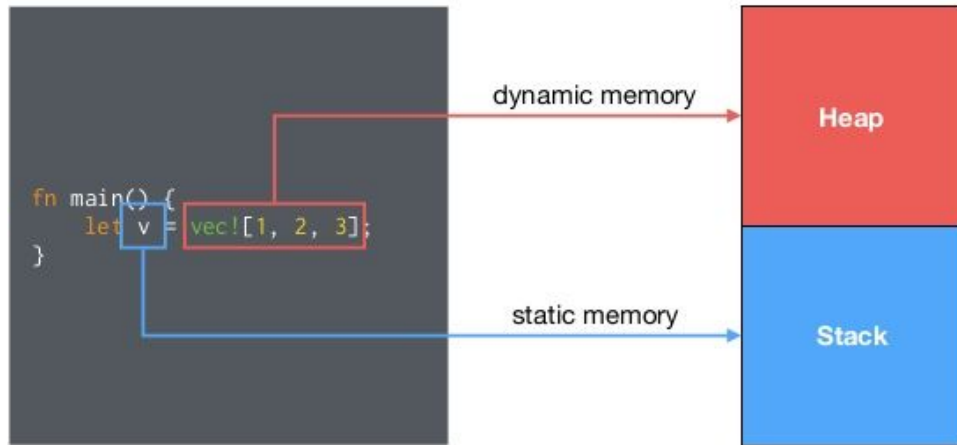 dynamic memory
Heap
fn main() {
    let v = vec![1, 2, 3];
}
static memory
Stack